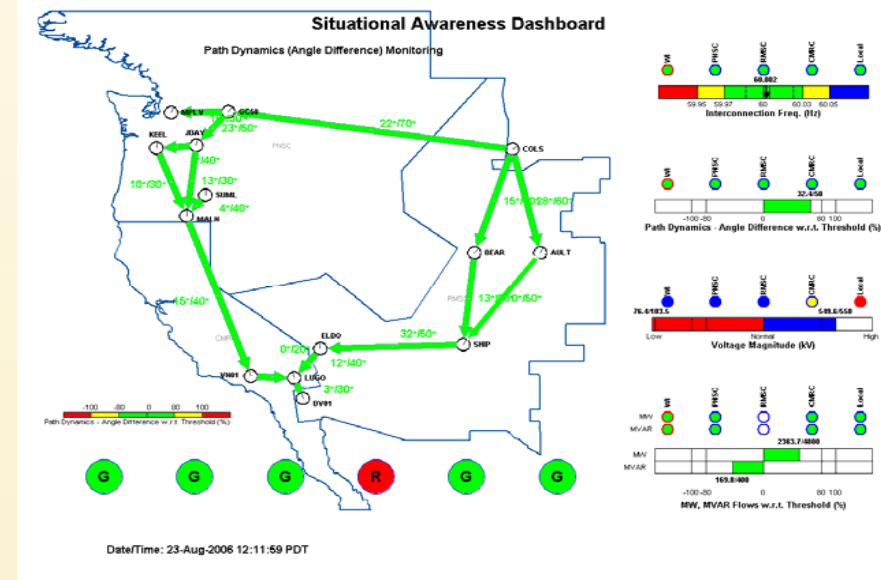 Situational Awareness Dashboard
Path Dynamics (Angle Difference) Monitoring
MPLV
GC50
23°/50°
22°/70°
KEEL
JDAY
/40°
PNSC
COLS
10°/30°
13°/30°
SUML
4°/40°
MALN
BEAR
AULT
15°/40°
32°/50°
SHIP
ELDO
0°/20°
12°/40°
VN01
LUGO
3°/30°
DV01
-100 -80 0 80 100
Path Dynamics - Angle Difference w.r.t. Threshold (%)
G G G R G G
Date/Time: 23-Aug-2006 12:11:59 PDT
WI PNSC RMSC CMRC Local
60.002
59.95 59.97 60 60.03 60.05
Interconnection Freq. (Hz)
WI PNSC RMSC CMRC Local
32.4/50
-100 -80 0 80 100
Path Dynamics - Angle Difference w.r.t. Threshold (%)
WI PNSC RMSC CMRC Local
76.4/103.5 549.6/550
Low Normal High
Voltage Magnitude (kV)
WI PNSC RMSC CMRC Local
MW
MVAR
2363.7/4800
MW
MVAR
169.8/400
-100 -80 0 80 100
MW, MVAR Flows w.r.t. Threshold (%)